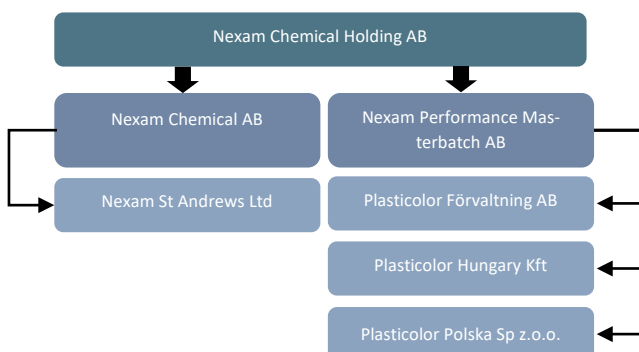 Nexam Chemical Holding AB
Nexam Chemical AB
Nexam Performance Mas-
terbatch AB
Nexam St Andrews Ltd
Plasticolor Förvaltning AB
Plasticolor Hungary Kft
Plasticolor Polska Sp z.o.o.